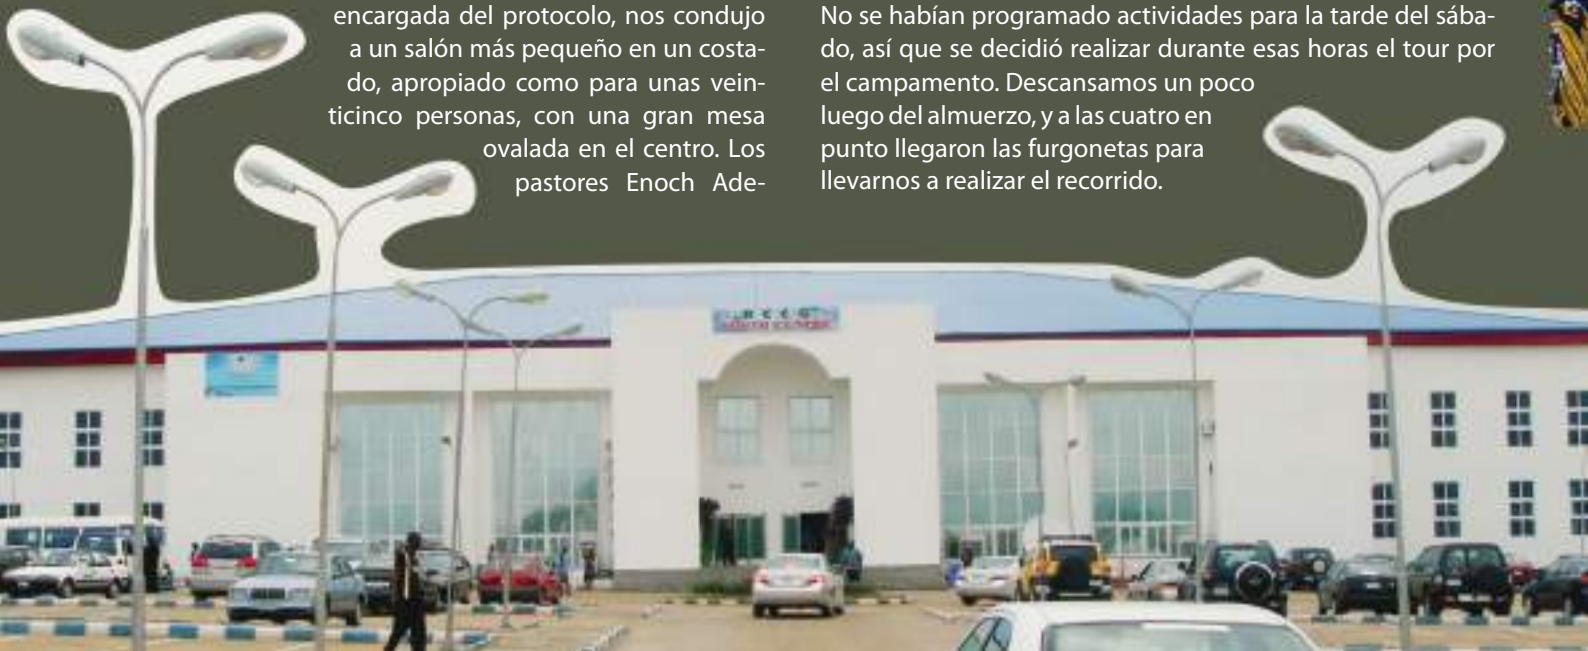 encargada del protocolo, nos condujo
a un salón más pequeño en un costa-
do, apropiado como para unas vein-
ticinco personas, con una gran mesa
ovalada en el centro. Los
pastores Enoch Ade-
No se habían programado actividades para la tarde del sába-
do, así que se decidió realizar durante esas horas el tour por
el campamento. Descansamos un poco
luego del almuerzo, y a las cuatro en
punto llegaron las furgonetas para
llevarnos a realizar el recorrido.